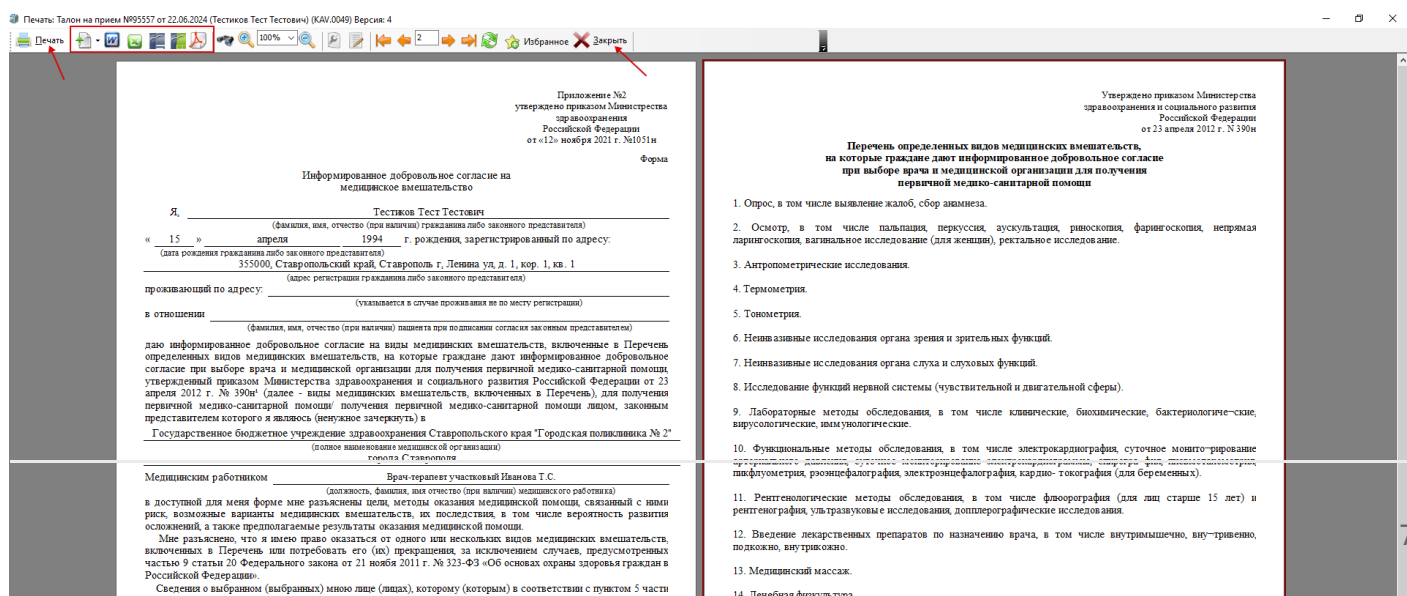 Печать: Талон на прием №95557 от 22.06.2024 (Тестиков Тест Тестович) (KAV.0049) Версия: 4
Печать 100% 2 Избранное Закрыть
Приложение №2
утверждено приказом Министрества
здравоохранения
Российской Федерации
от «12» ноября 2021 г. №1051н
Форма
Информированное добровольное согласие на
медицинское вмешательство
Я, Тестиков Тест Тестович
(фамилия, имя, отчество (при наличии) гражданина либо законного представителя)
« 15 » апреля 1994 г. рождения, зарегистрированный по адресу:
(дата рождения гражданина либо законного представителя)
355000, Ставропольский край, Ставрополь г, Ленина ул, д. 1, кор. 1, кв. 1
(адрес регистрации гражданина либо законного представителя)
проживающий по адресу:
(указывается в случае проживания не по месту регистрации)
в отношении
(фамилия, имя, отчество (при наличии) пациента при подписании согласия законным представителем)
даю информированное добровольное согласие на виды медицинских вмешательств, включенные в Перечень
определенных видов медицинских вмешательств, на которые граждане дают информированное добровольное
согласие при выборе врача и медицинской организации для получения первичной медико-санитарной помощи,
утвержденный приказом Министерства здравоохранения и социального развития Российской Федерации от 23
апреля 2012 г. № 390н¹ (далее - виды медицинских вмешательств, включенных в Перечень), для получения
первичной медико-санитарной помощи/ получения первичной медико-санитарной помощи лицом, законным
представителем которого я являюсь (ненужное зачеркнуть) в
Государственное бюджетное учреждение здравоохранения Ставропольского края "Городская поликлиника № 2"
(полное наименование медицинской организации)
города Ставрополя
Медицинским работником Врач-терапевт участковый Иванова Т.С.
(должность, фамилия, имя отчество (при наличии) медицинского работника)
в доступной для меня форме мне разъяснены цели, методы оказания медицинской помощи, связанный с ними
риск, возможные варианты медицинских вмешательств, их последствия, в том числе вероятность развития
осложнений, а также предполагаемые результаты оказания медицинской помощи.
Мне разъяснено, что я имею право оказаться от одного или нескольких видов медицинских вмешательств,
включенных в Перечень или потребовать его (их) прекращения, за исключением случаев, предусмотренных
частью 9 статьи 20 Федерального закона от 21 ноября 2011 г. № 323-ФЗ «Об основах охраны здоровья граждан в
Российской Федерации».
Сведения о выбранном (выбранных) мною лице (лицах), которому (которым) в соответствии с пунктом 5 части
Утверждено приказом Министерства
здравоохранения и социального развития
Российской Федерации
от 23 апреля 2012 г. N 390н
Перечень определенных видов медицинских вмешательств,
на которые граждане дают информированное добровольное согласие
при выборе врача и медицинской организации для получения
первичной медико-санитарной помощи
1. Опрос, в том числе выявление жалоб, сбор анамнеза.
2. Осмотр, в том числе пальпация, перкуссия, аускультация, риноскопия, фарингоскопия, непрямая
ларингоскопия, вагинальное исследование (для женщин), ректальное исследование.
3. Антропометрические исследования.
4. Термометрия.
5. Тонометрия.
6. Неинвазивные исследования органа зрения и зрительных функций.
7. Неинвазивные исследования органа слуха и слуховых функций.
8. Исследование функций нервной системы (чувствительной и двигательной сферы).
9. Лабораторные методы обследования, в том числе клинические, биохимические, бактериологиче¬ские,
вирусологические, иммунологические.
10. Функциональные методы обследования, в том числе электрокардиография, суточное монито¬рирование
пикфлуометрия, рэоэнцефалография, электроэнцефалография, кардио- токография (для беременных).
11. Рентгенологические методы обследования, в том числе флюорография (для лиц старше 15 лет) и
рентгенография, ультразвуковые исследования, допплерографические исследования.
12. Введение лекарственных препаратов по назначению врача, в том числе внутримышечно, вну¬тривенно,
подкожно, внутрикожно.
13. Медицинский массаж.
14. Лечебная физкультура.